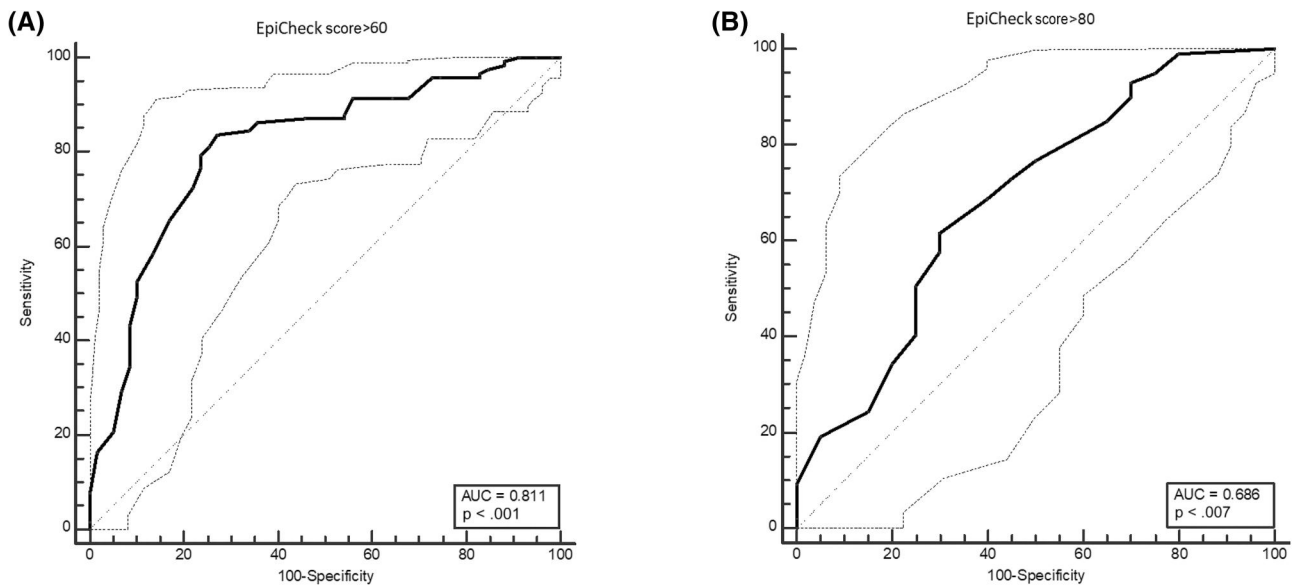 (A)
EpiCheck score>60
100
80
60
40
20
0
Sensitivity
0 20 40 60 80 100
100-Specificity
AUC = 0.811
p < .001
(B)
EpiCheck score>80
100
80
60
40
20
0
Sensitivity
0 20 40 60 80 100
100-Specificity
AUC = 0.686
p < .007